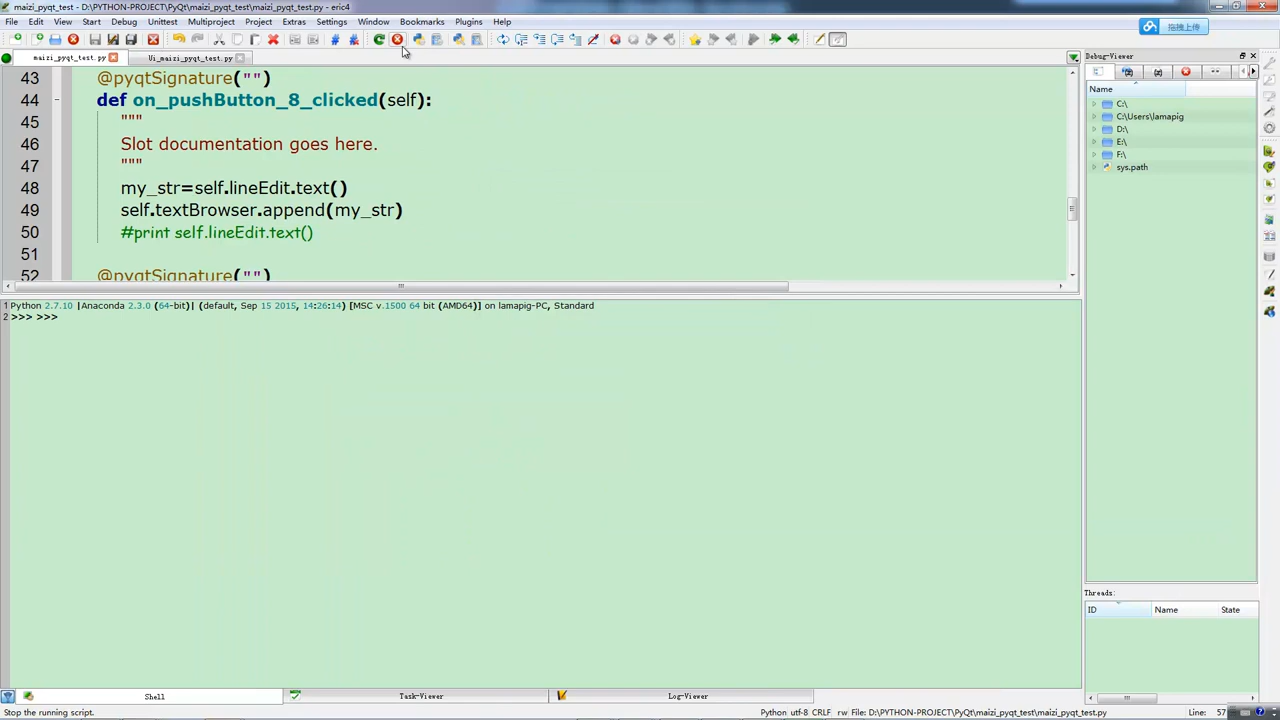 maizi_pyqt_test - D:\PYTHON-PROJECT\PyQt\maizi_pyqt_test\maizi_pyqt_test.py - eric4
File Edit View Start Debug Unittest Multiproject Project Extras Settings Window Bookmarks Plugins Help
拖拽上传
maizi_pyqt_test.py Ui_maizi_pyqt_test.py
Debug-Viewer
43 @pyqtSignature("")
44 def on_pushButton_8_clicked(self):
45 """
46 Slot documentation goes here.
47 """
48 my_str=self.lineEdit.text()
49 self.textBrowser.append(my_str)
50 #print self.lineEdit.text()
51
52 @pyqtSignature("")
Name
C:\
C:\Users\lamapig
D:\
E:\
F:\
sys.path
1 Python 2.7.10 |Anaconda 2.3.0 (64-bit)| (default, Sep 15 2015, 14:26:14) [MSC v.1500 64 bit (AMD64)] on lamapig-PC, Standard
2 >>> >>>
Threads:
ID Name State
Shell Task-Viewer Log-Viewer
Stop the running script.
Python utf-8 CRLF rw File: D:\PYTHON-PROJECT\PyQt\maizi_pyqt_test\maizi_pyqt_test.py Line: 57